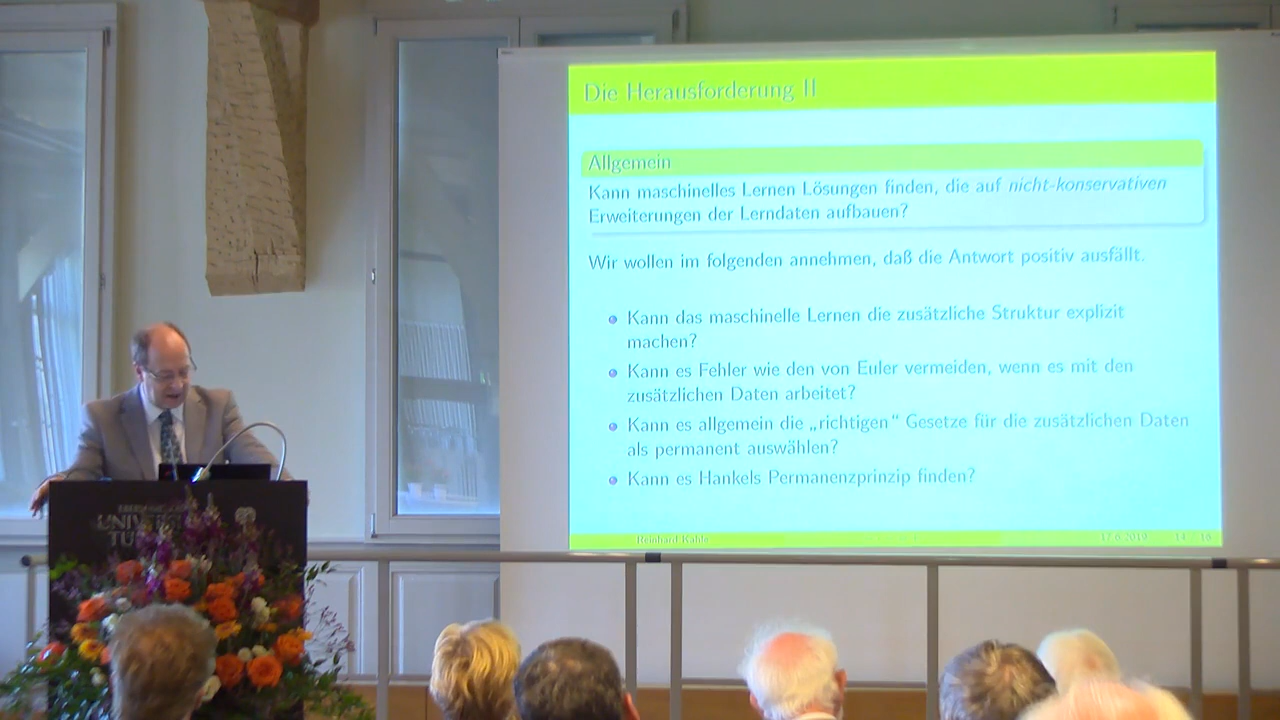 Die Herausforderung II
Allgemein
Kann maschinelles Lernen Lösungen finden, die auf nicht-konservativen
Erweiterungen der Lerndaten aufbauen?
Wir wollen im folgenden annehmen, daß die Antwort positiv ausfällt.
Kann das maschinelle Lernen die zusätzliche Struktur explizit
machen?
Kann es Fehler wie den von Euler vermeiden, wenn es mit den
zusätzlichen Daten arbeitet?
Kann es allgemein die „richtigen“ Gesetze für die zusätzlichen Daten
als permanent auswählen?
Kann es Hankels Permanenzprinzip finden?
Reinhard Kahle 17.6.2019 14 16